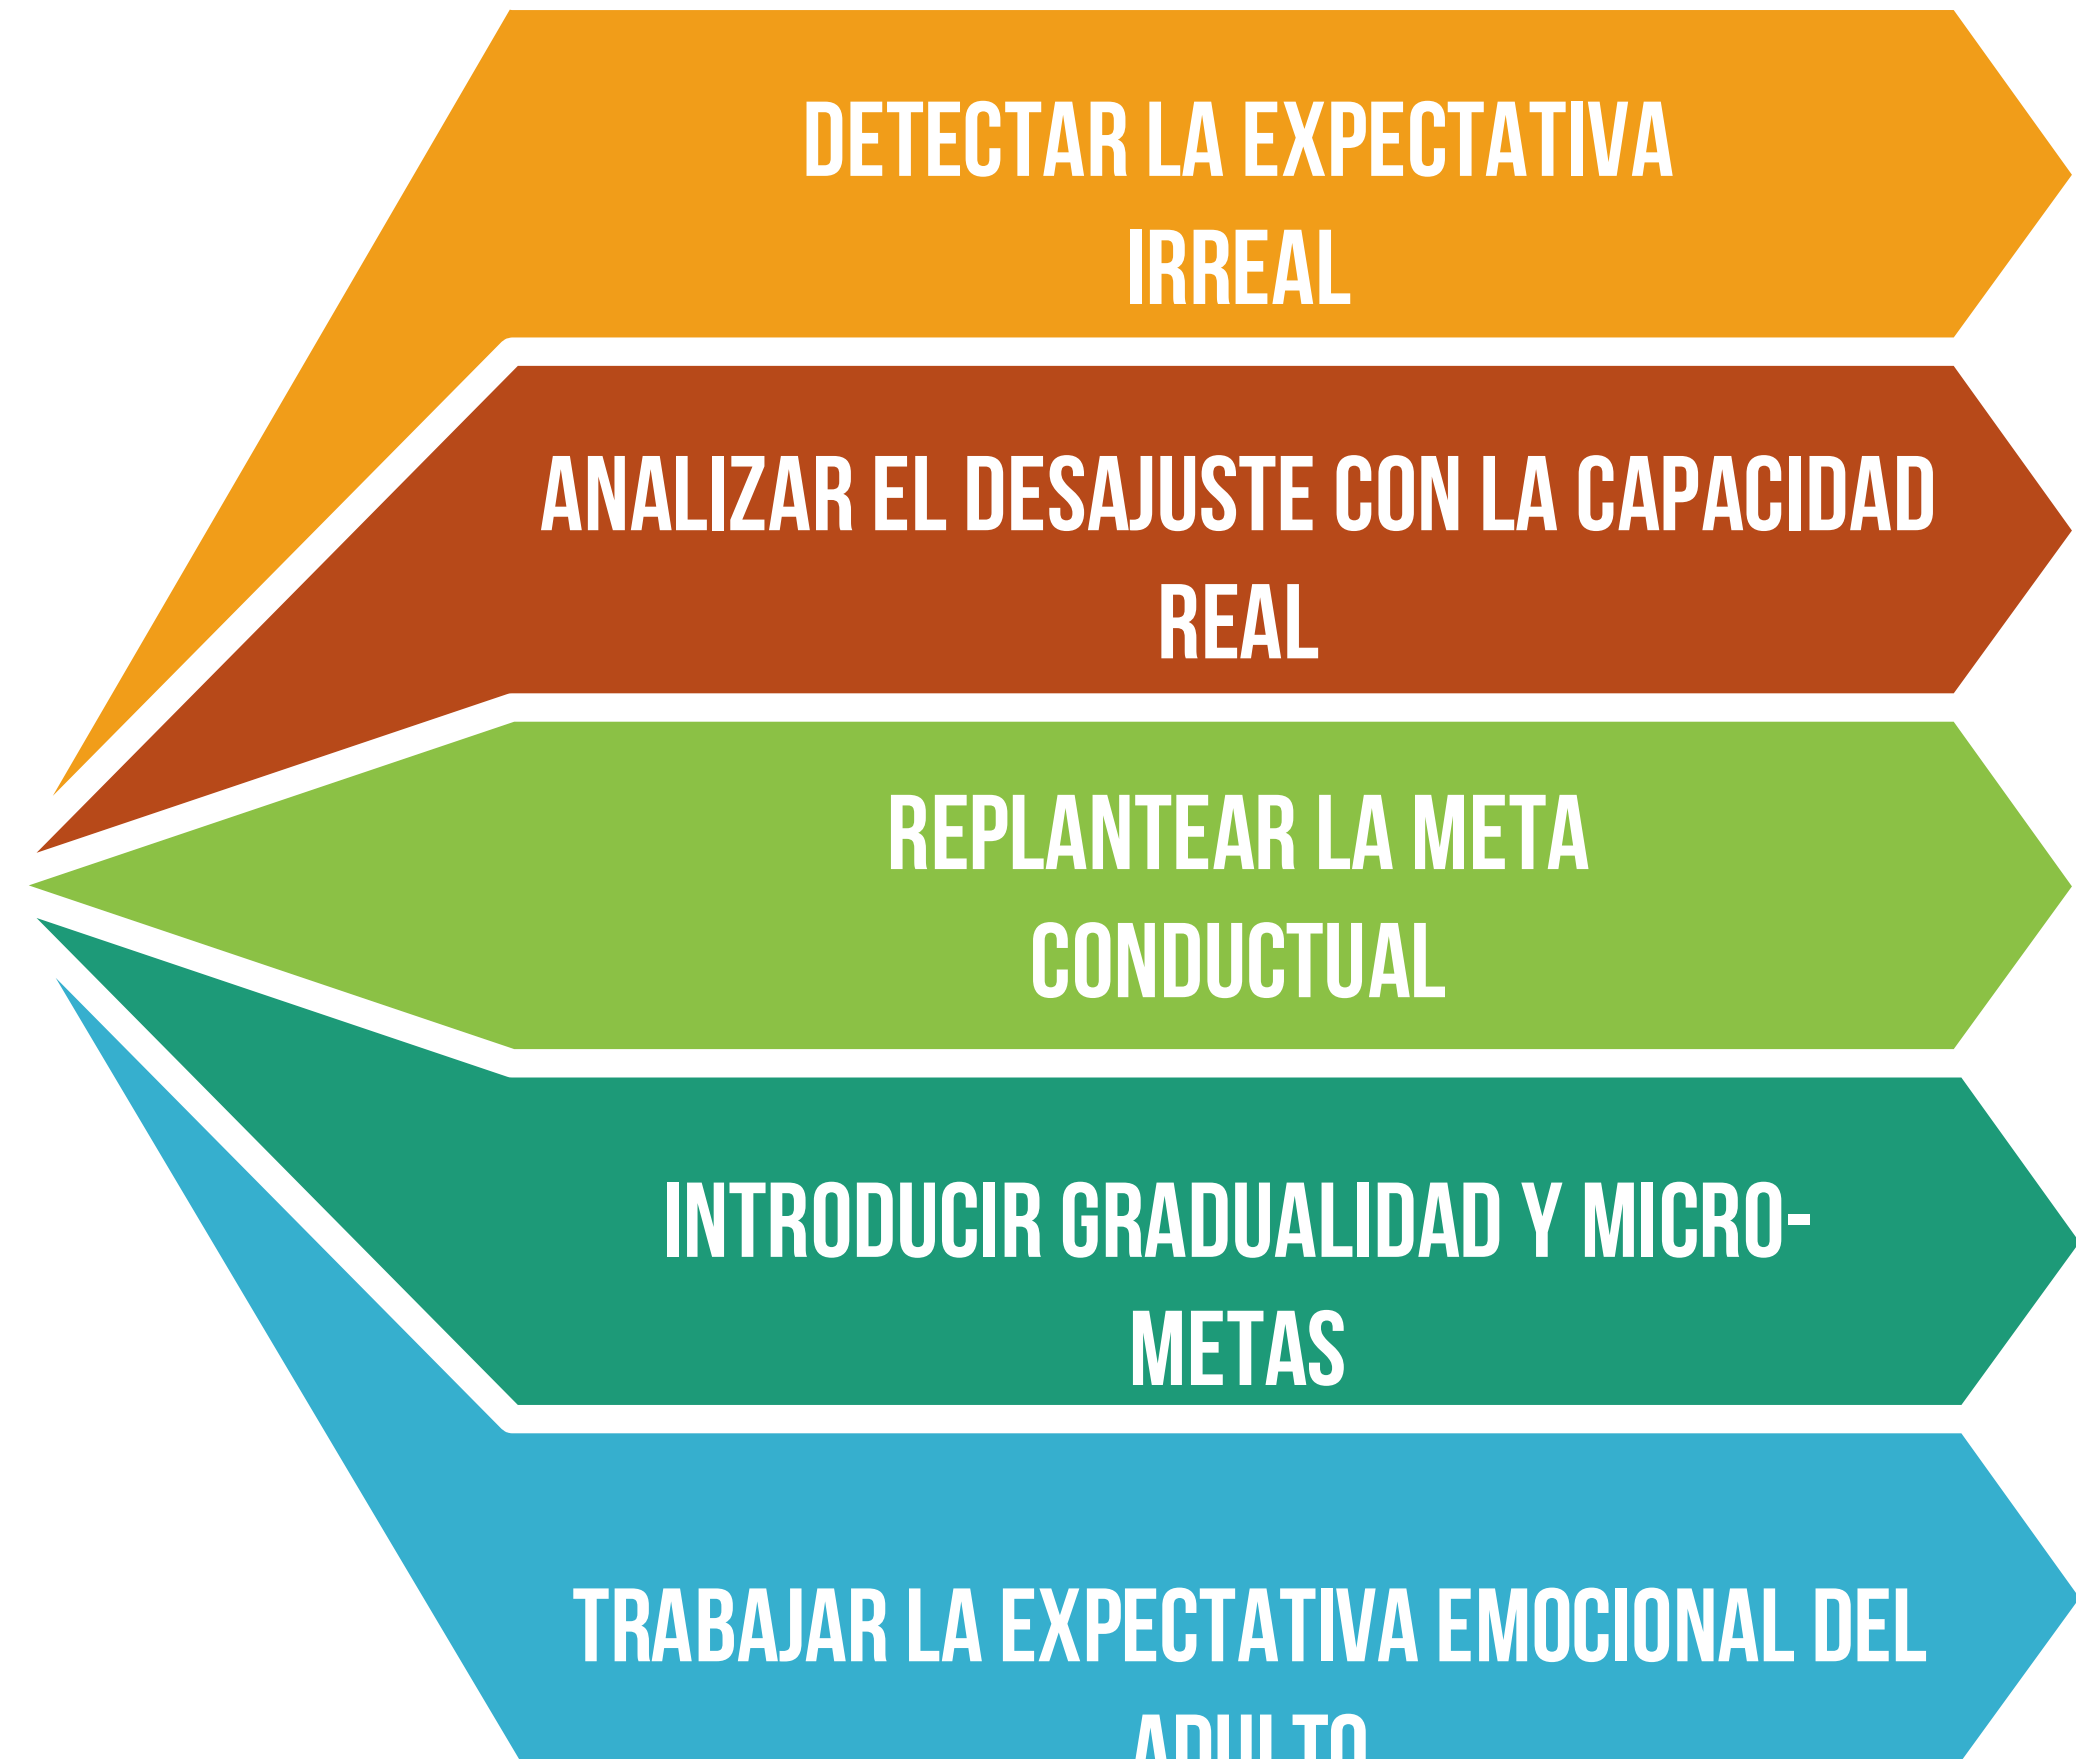 DETECTAR LA EXPECTATIVA
IRREAL
ANALIZAR EL DESAJUSTE CON LA CAPACIDAD
REAL
REPLANTEAR LA META
CONDUCTUAL
INTRODUCIR GRADUALIDAD Y MICRO-
METAS
TRABAJAR LA EXPECTATIVA EMOCIONAL DEL
ADULTO